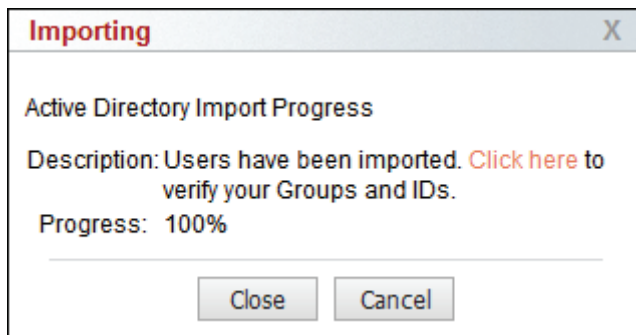 Importing X
Active Directory Import Progress
Description: Users have been imported. Click here to
verify your Groups and IDs.
Progress: 100%
Close Cancel